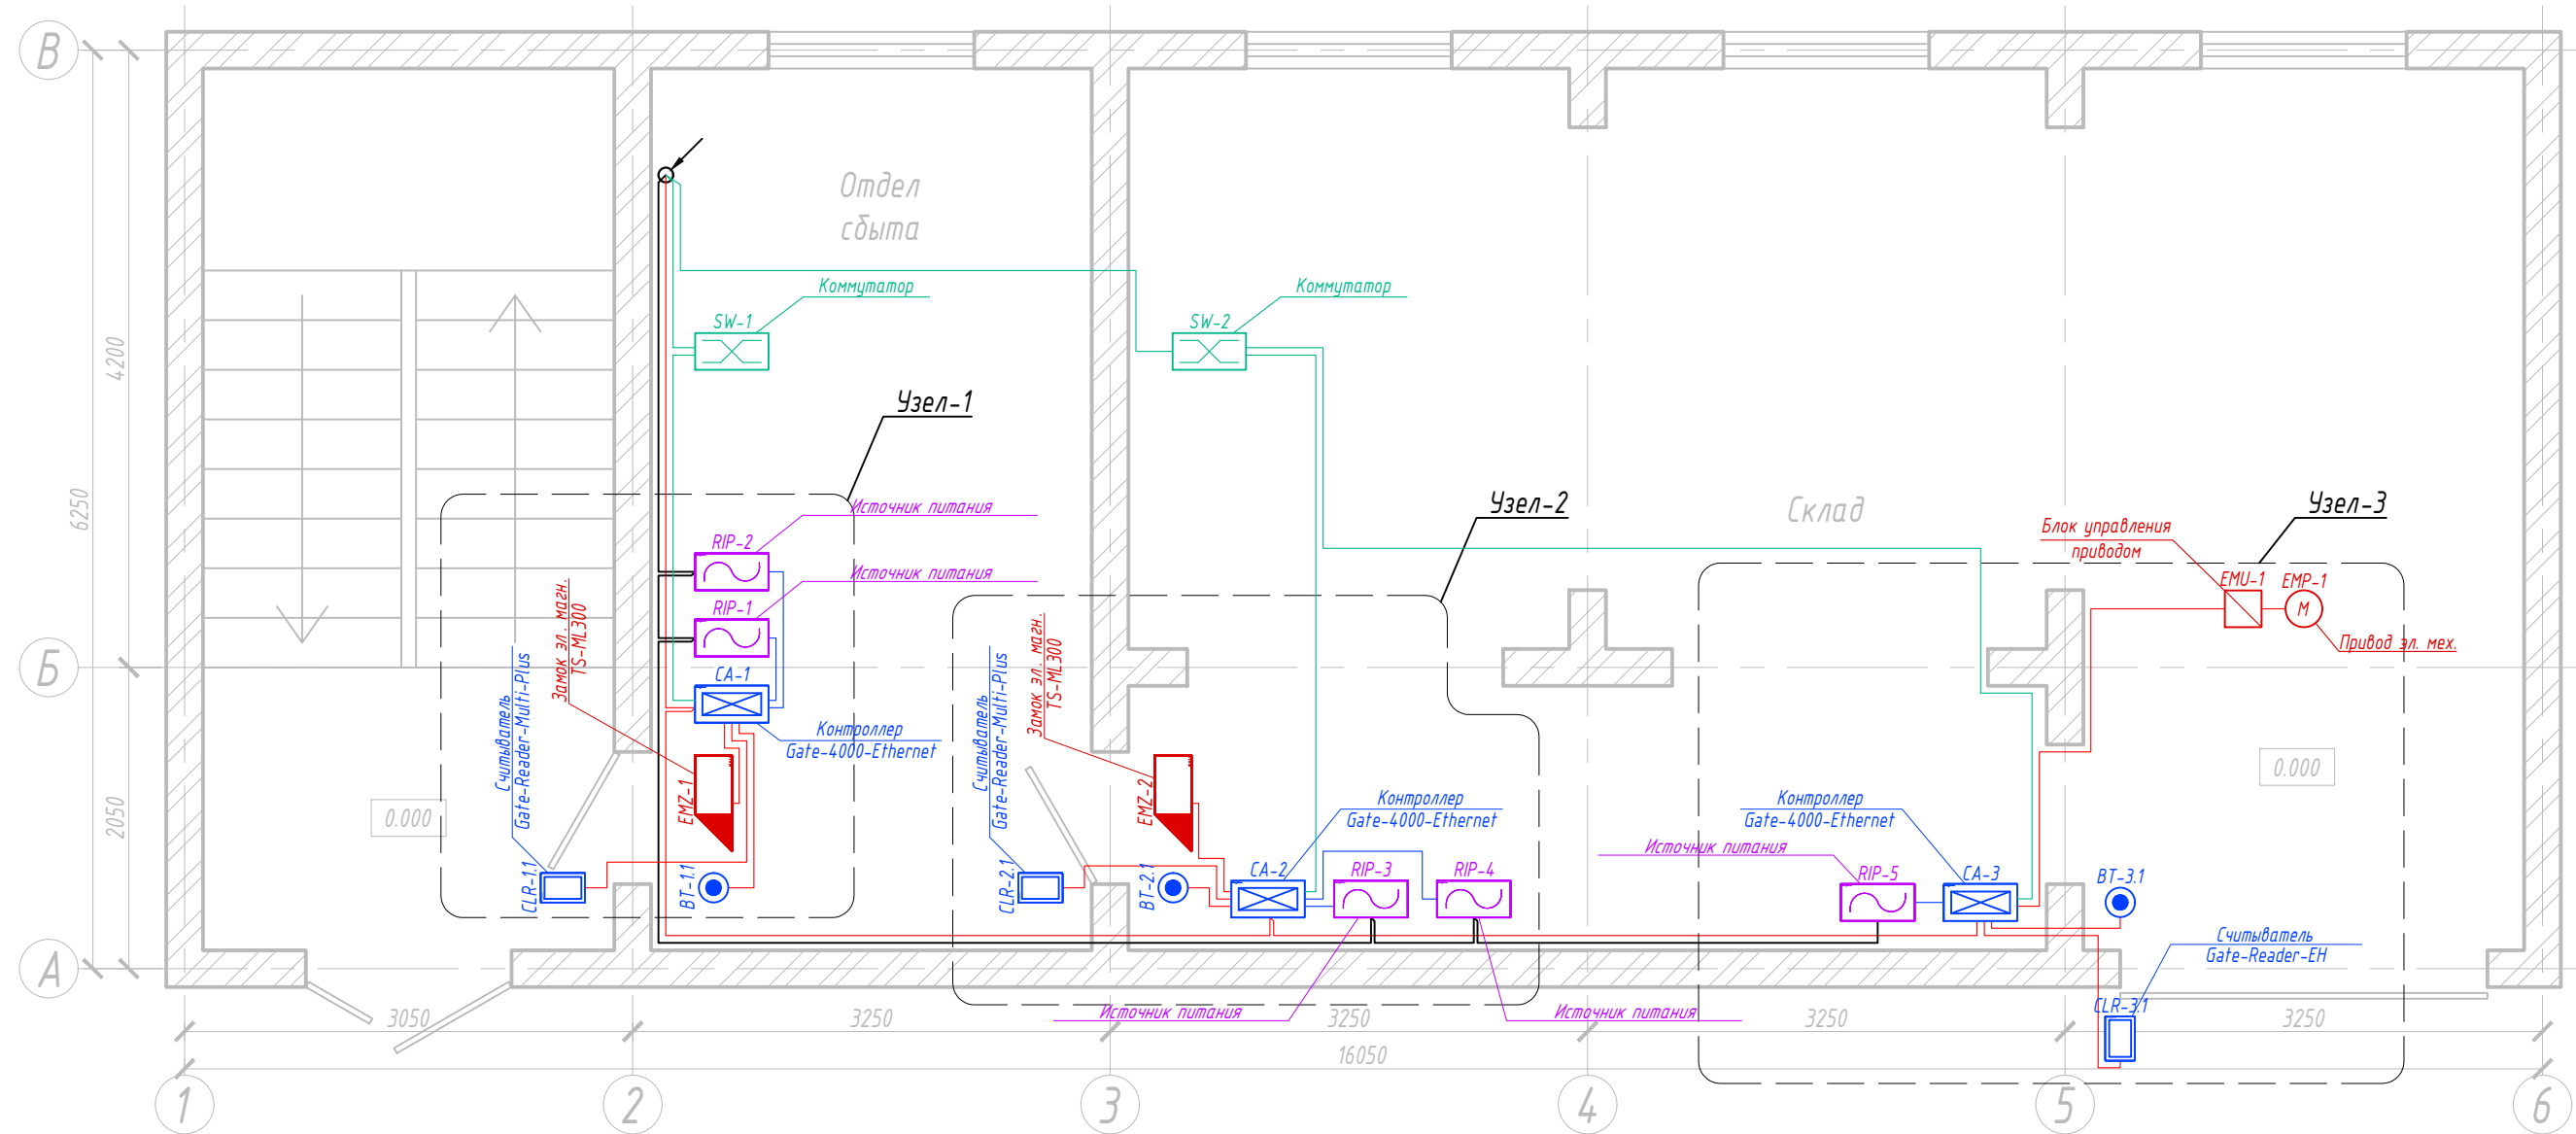 В
Отдел
сбыта
Коммутатор
SW-1
Коммутатор
SW-2
4200
6250
Узел-1
Узел-2
Склад
Узел-3
Источник питания
RIP-2
Источник питания
RIP-1
Блок управления
приводом
EMU-1
EMP-1
M
Привод эл. мех.
Замок эл. магн.
TS-ML300
Замок эл. магн.
TS-ML300
Б
Считыватель
Gate-Reader-Multi-Plus
CA-1
Контроллер
Gate-4000-Ethernet
Считыватель
Gate-Reader-Multi-Plus
0.000
EMZ-1
EMZ-2
Контроллер
Gate-4000-Ethernet
Контроллер
Gate-4000-Ethernet
0.000
2050
Источник питания
CLR-1.1
BT-1.1
CLR-2.1
BT-2.1
CA-2
RIP-3
RIP-4
RIP-5
CA-3
BT-3.1
Считыватель
Gate-Reader-EH
А
CLR-3.1
Источник питания
Источник питания
3050
3250
3250
3250
3250
16050
1
2
3
4
5
6